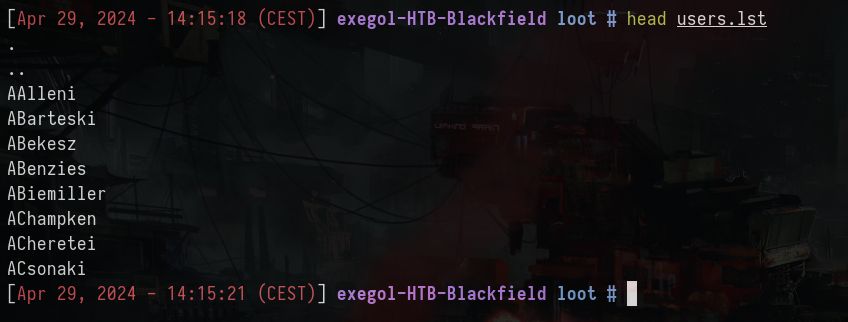 [Apr 29, 2024 - 14:15:18 (CEST)] exegol-HTB-Blackfield loot # head users.lst
.
..
AAlleni
ABarteski
ABekesz
ABenzies
ABiemiller
AChampken
ACheretei
ACsonaki
[Apr 29, 2024 - 14:15:21 (CEST)] exegol-HTB-Blackfield loot #